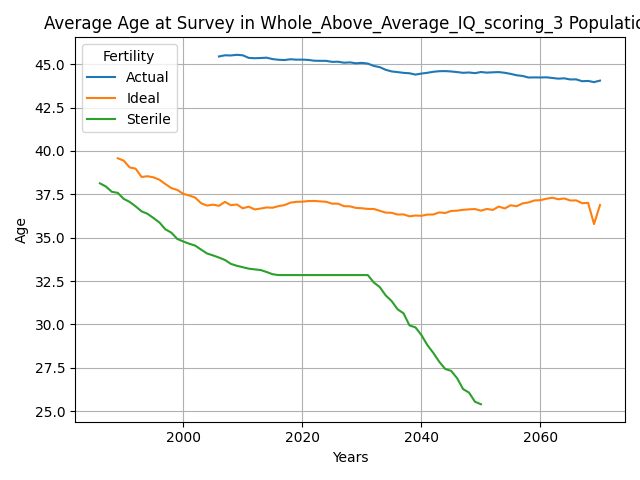 Average Age at Survey in Whole_Above_Average_IQ_scoring_3 Populatio
Fertility
Actual
Ideal
Sterile
45.0
42.5
40.0
37.5
35.0
32.5
30.0
27.5
25.0
Age
2000
2020
2040
2060
Years